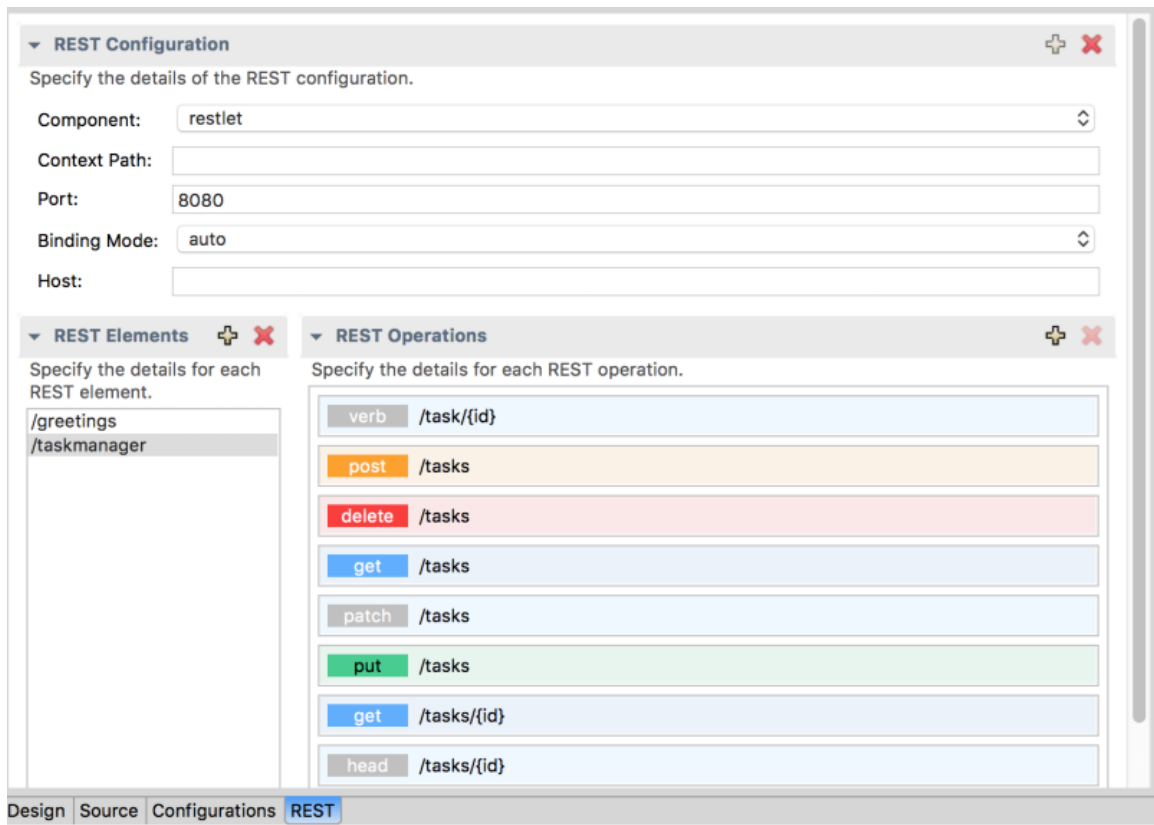 REST Configuration
Specify the details of the REST configuration.
Component: restlet
Context Path:
Port: 8080
Binding Mode: auto
Host:
REST Elements
Specify the details for each
REST element.
/greetings
/taskmanager
REST Operations
Specify the details for each REST operation.
verb /task/{id}
post /tasks
delete /tasks
get /tasks
patch /tasks
put /tasks
get /tasks/{id}
head /tasks/{id}
Design Source Configurations REST